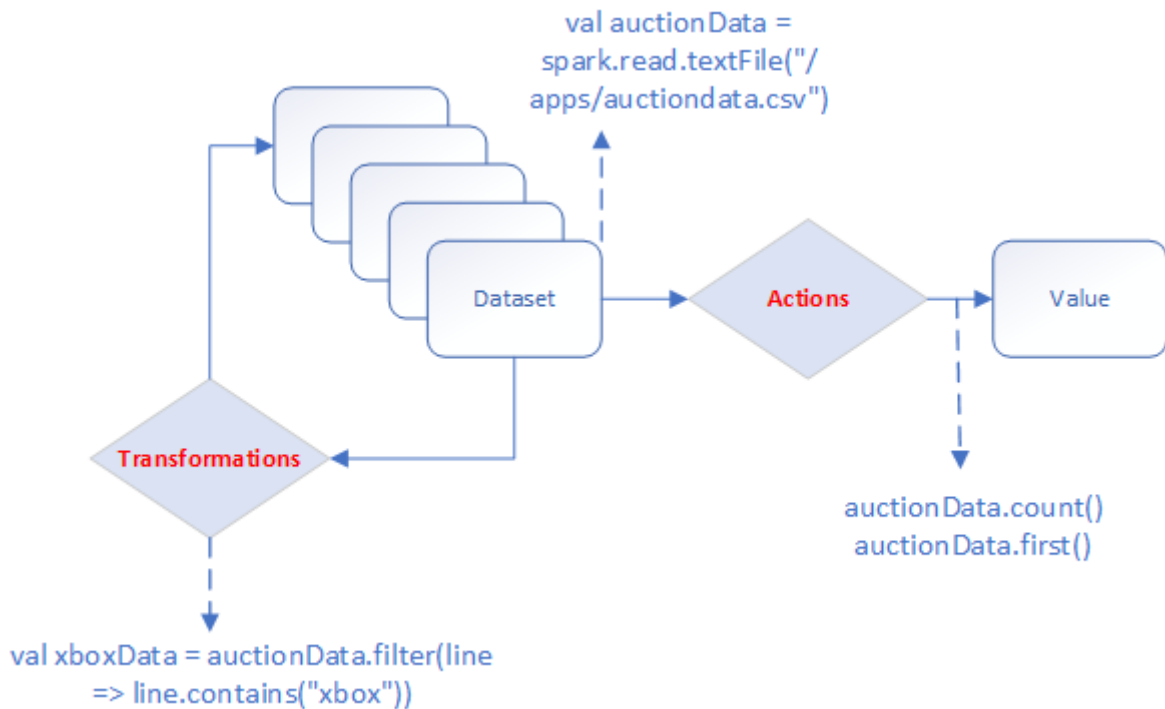 val auctionData =
spark.read.textFile("/
apps/auctiondata.csv")
Dataset
Actions
Value
Transformations
auctionData.count()
auctionData.first()
val xboxData = auctionData.filter(line
=> line.contains("xbox"))